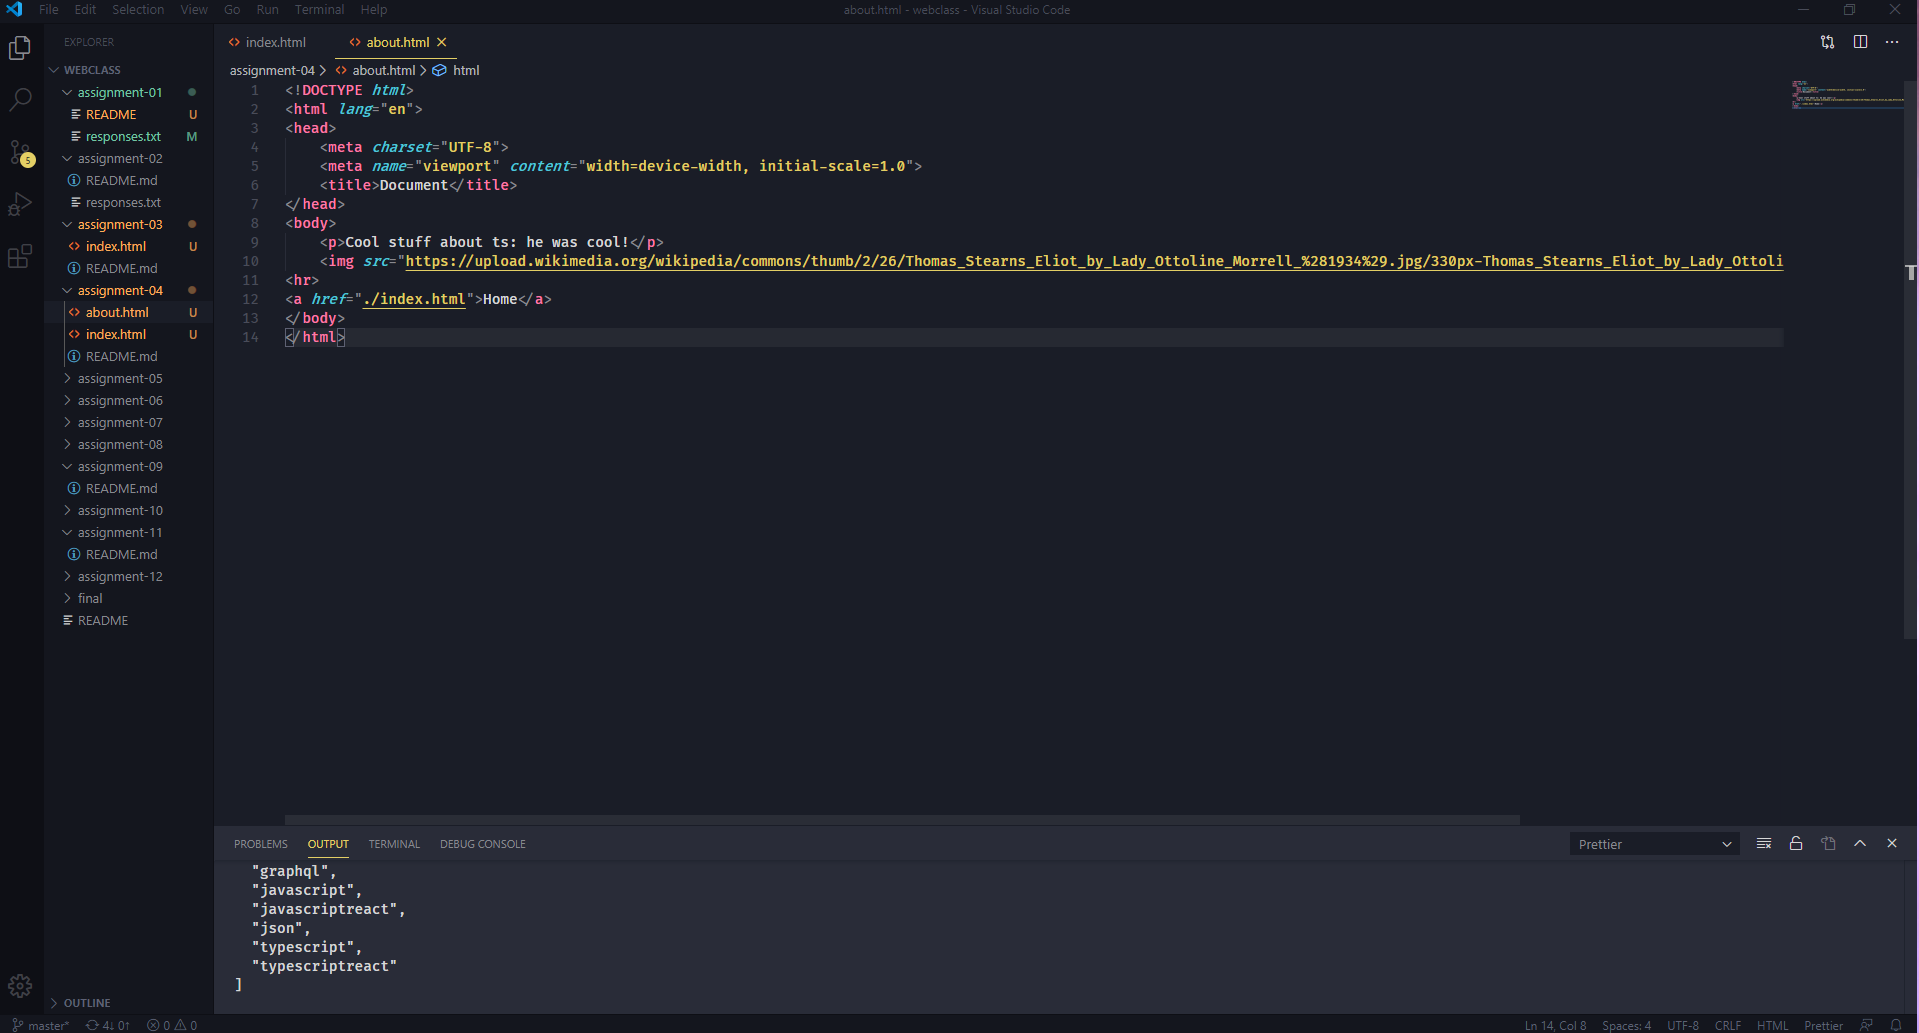 File Edit Selection View Go Run Terminal Help
about.html - webclass - Visual Studio Code
EXPLORER
WEBCLASS
assignment-01
README U
responses.txt M
assignment-02
README.md
responses.txt
assignment-03
index.html U
README.md
assignment-04
about.html U
index.html U
README.md
assignment-05
assignment-06
assignment-07
assignment-08
assignment-09
README.md
assignment-10
assignment-11
README.md
assignment-12
final
README
OUTLINE
5
index.html about.html
assignment-04 > about.html > html
1 <!DOCTYPE html>
2 <html lang="en">
3 <head>
4 <meta charset="UTF-8">
5 <meta name="viewport" content="width=device-width, initial-scale=1.0">
6 <title>Document</title>
7 </head>
8 <body>
9 <p>Cool stuff about ts: he was cool!</p>
10 <img src="https://upload.wikimedia.org/wikipedia/commons/thumb/2/26/Thomas_Stearns_Eliot_by_Lady_Ottoline_Morrell_%281934%29.jpg/330px-Thomas_Stearns_Eliot_by_Lady_Ottoli
11 <hr>
12 <a href="./index.html">Home</a>
13 </body>
14 </html>
PROBLEMS OUTPUT TERMINAL DEBUG CONSOLE
Prettier
"graphql",
"javascript",
"javascriptreact",
"json",
"typescript",
"typescriptreact"
]
master* 4↓ 0↑ 0 0
Ln 14, Col 8 Spaces: 4 UTF-8 CRLF HTML Prettier